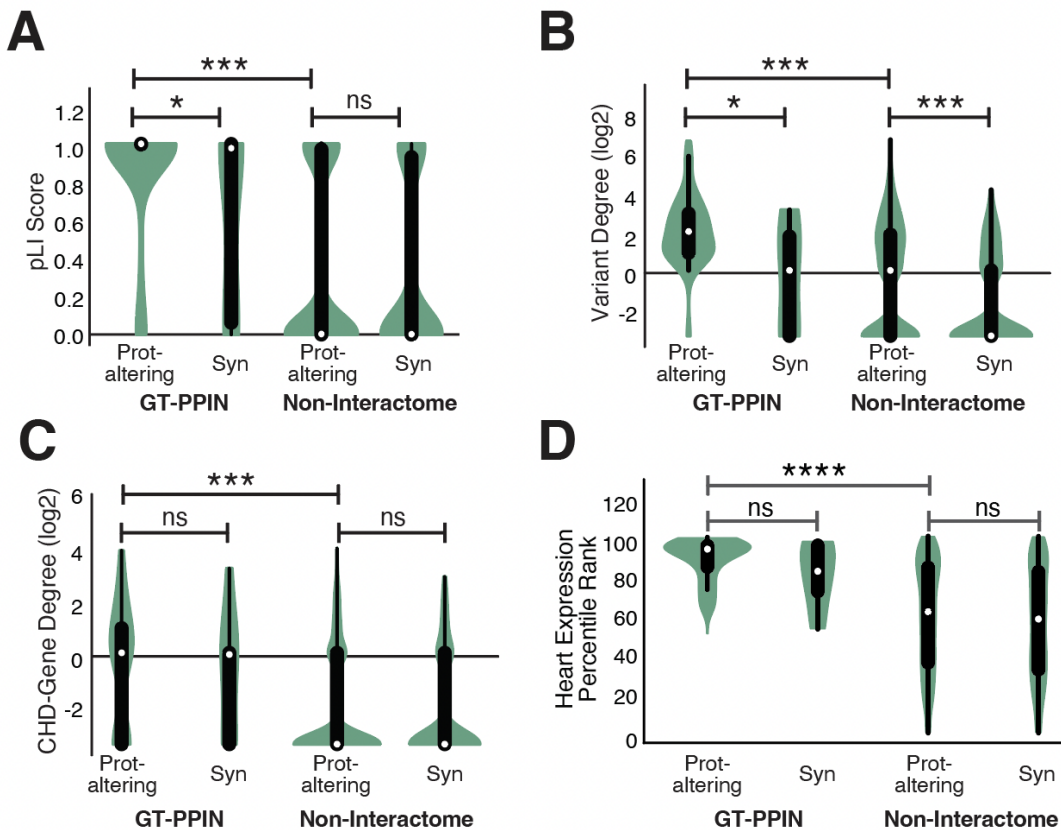 A
***
*
ns
pLI Score
1.2
1.0
0.8
0.6
0.4
0.2
0.0
Prot-
altering
Syn
Prot-
altering
Syn
GT-PPIN
Non-Interactome
B
***
*
***
Variant Degree (log2)
8
6
4
2
0
-2
Prot-
altering
Syn
Prot-
altering
Syn
GT-PPIN
Non-Interactome
C
***
ns
ns
CHD-Gene Degree (log2)
6
4
2
0
-2
Prot-
altering
Syn
Prot-
altering
Syn
GT-PPIN
Non-Interactome
D
****
ns
ns
Heart Expression
Percentile Rank
120
100
80
60
40
20
0
Prot-
altering
Syn
Prot-
altering
Syn
GT-PPIN
Non-Interactome